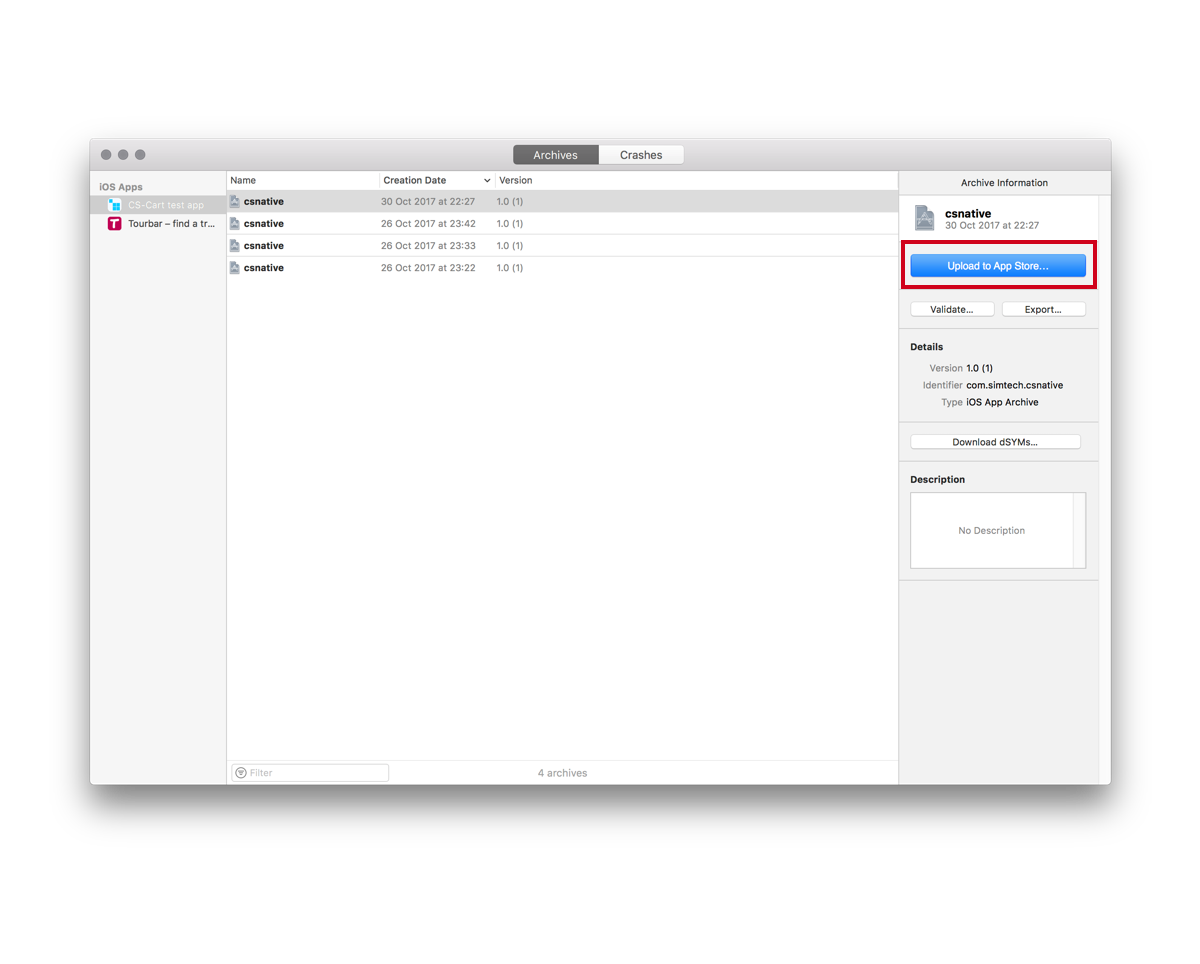 Archives Crashes
iOS Apps
CS-Cart test app
Tourbar – find a tr...
Name Creation Date Version
csnative 30 Oct 2017 at 22:27 1.0 (1)
csnative 26 Oct 2017 at 23:42 1.0 (1)
csnative 26 Oct 2017 at 23:33 1.0 (1)
csnative 26 Oct 2017 at 23:22 1.0 (1)
Filter
4 archives
Archive Information
csnative
30 Oct 2017 at 22:27
Upload to App Store...
Validate... Export...
Details
Version 1.0 (1)
Identifier com.simtech.csnative
Type iOS App Archive
Download dSYMs...
Description
No Description